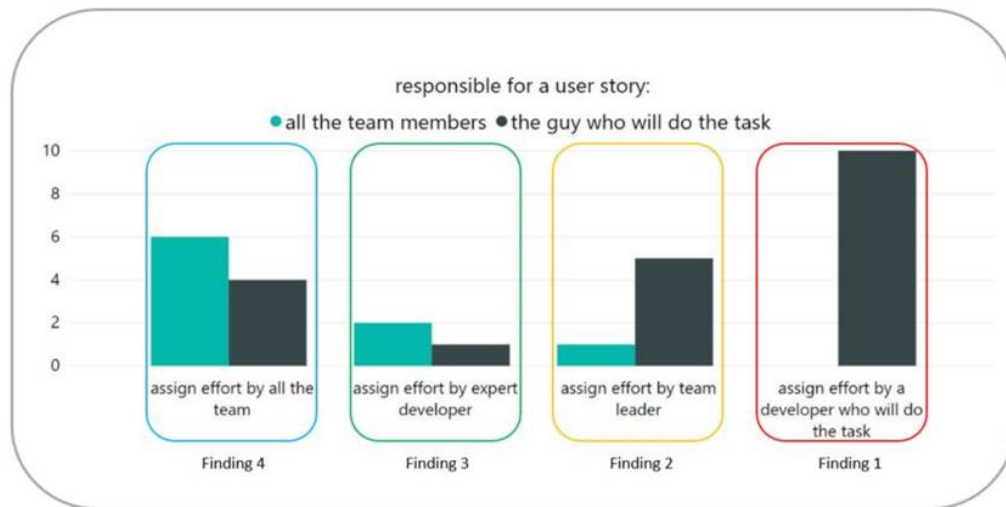 responsible for a user story:
all the team members the guy who will do the task
10
8
6
4
2
0
assign effort by all the
team
assign effort by expert
developer
assign effort by team
leader
assign effort by a
developer who will do
the task
Finding 4
Finding 3
Finding 2
Finding 1